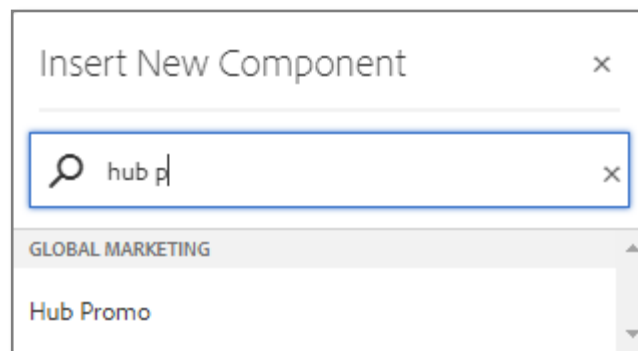 Insert New Component
hub p
GLOBAL MARKETING
Hub Promo